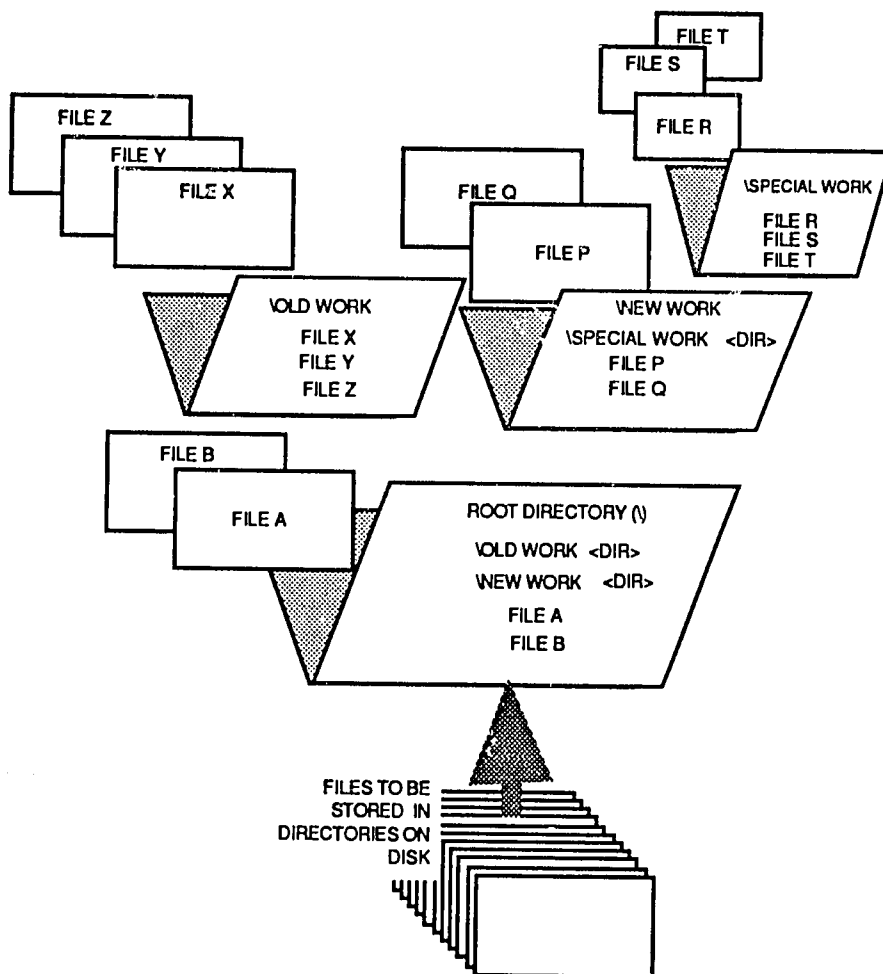 FILE T
FILE S
FILE R
\SPECIAL WORK
FILE R
FILE S
FILE T
FILE Z
FILE Y
FILE X
FILE Q
FILE P
\OLD WORK
FILE X
FILE Y
FILE Z
\NEW WORK
\SPECIAL WORK <DIR>
FILE P
FILE Q
FILE B
FILE A
ROOT DIRECTORY (\)
\OLD WORK <DIR>
\NEW WORK <DIR>
FILE A
FILE B
FILES TO BE
STORED IN
DIRECTORIES ON
DISK